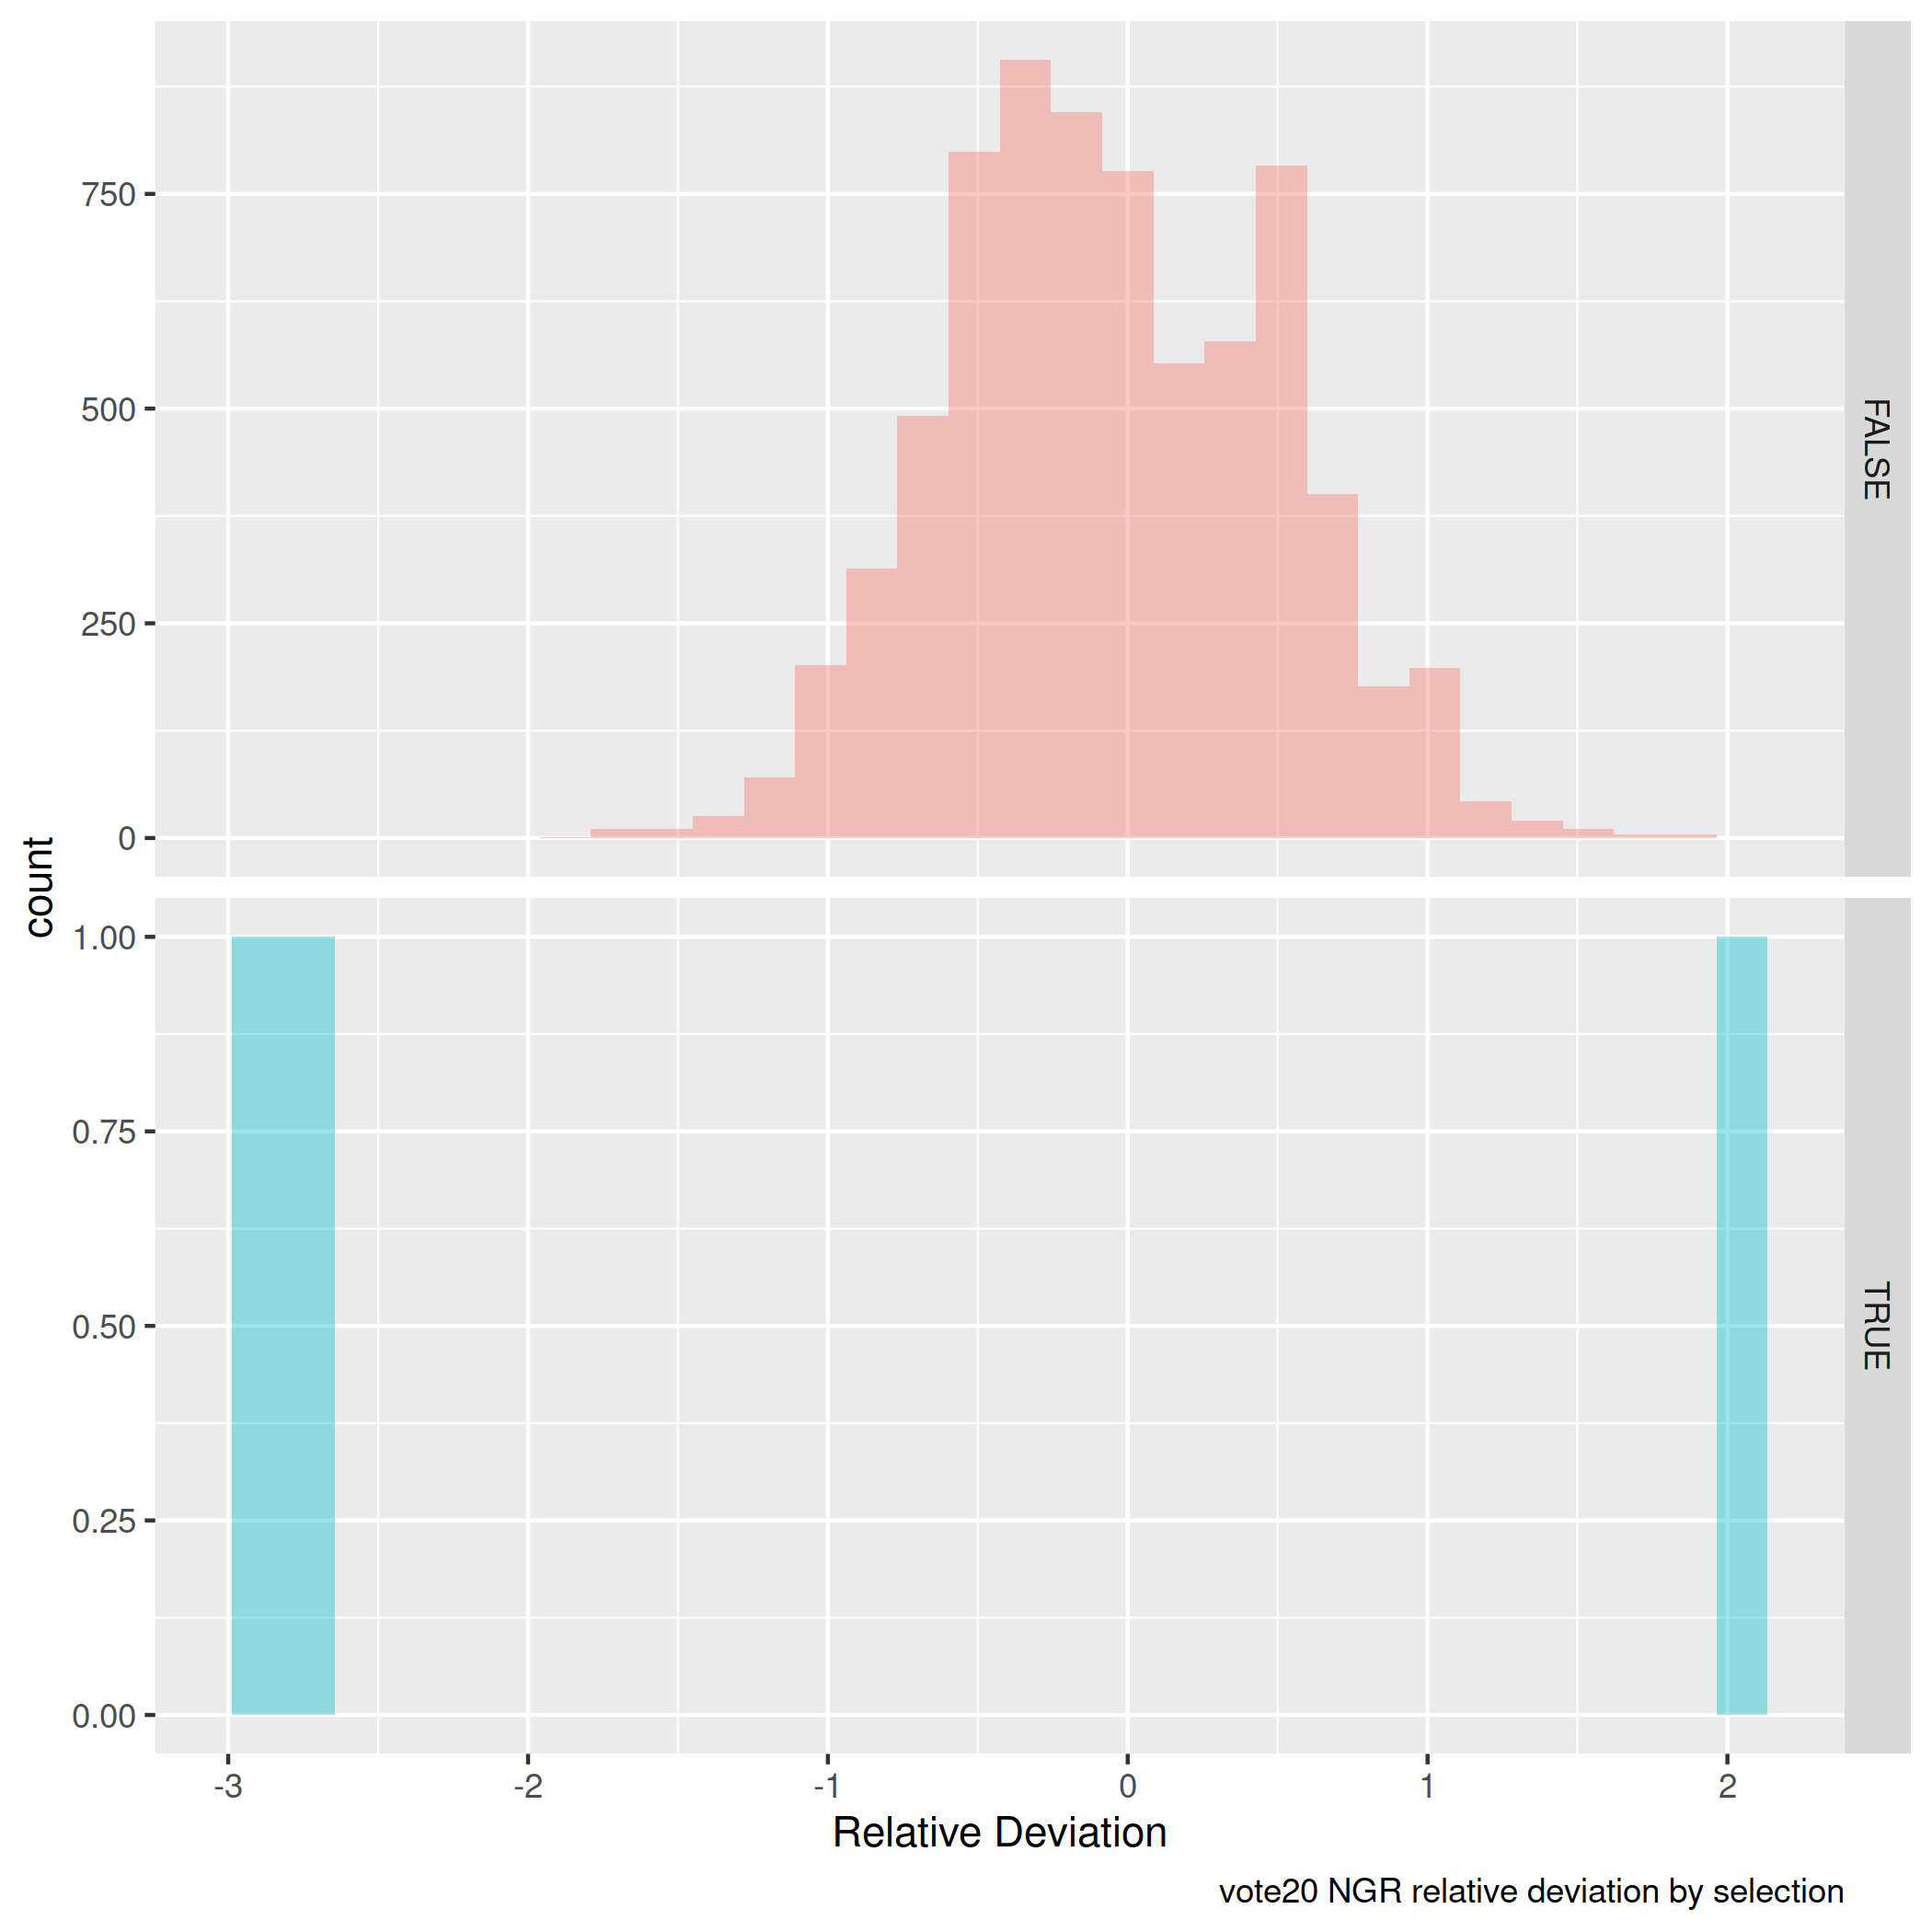 750
500
250
0
FALSE
count
1.00
0.75
0.50
0.25
0.00
TRUE
-3 -2 -1 0 1 2
Relative Deviation
vote20 NGR relative deviation by selection